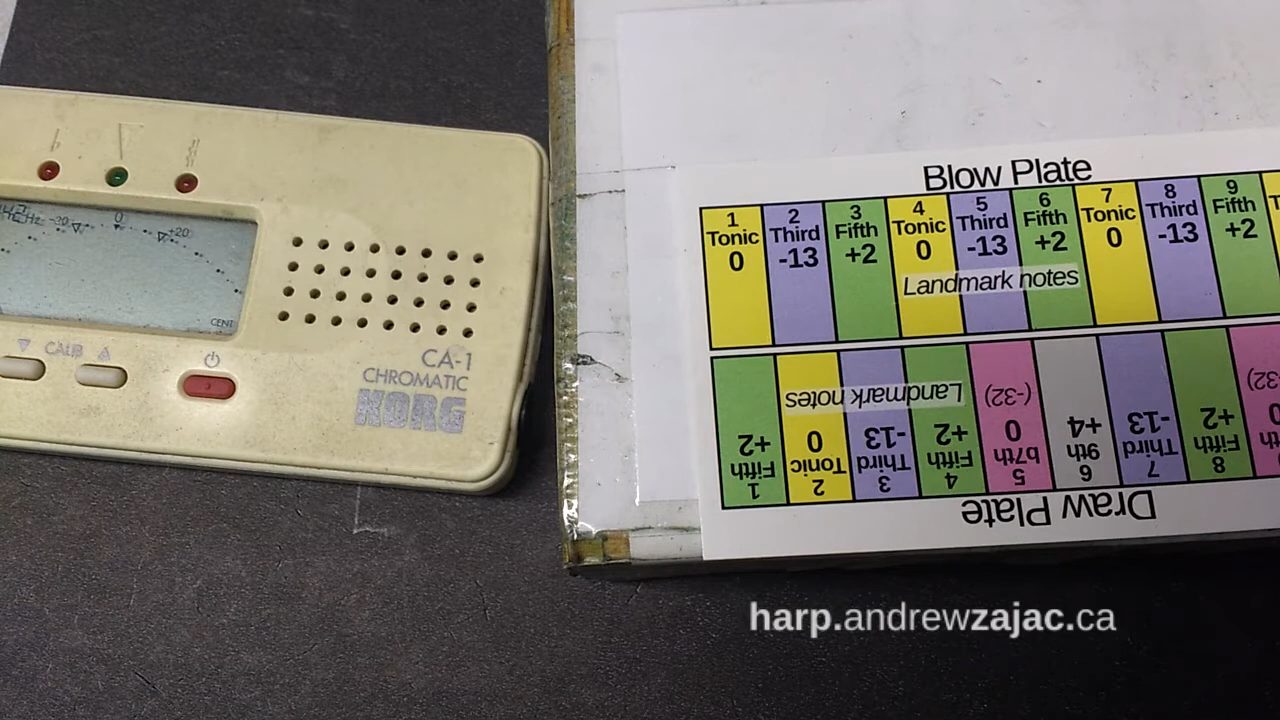 Blow Plate
1 Tonic 0
2 Third -13
3 Fifth +2
4 Tonic 0
5 Third -13
6 Fifth +2
7 Tonic 0
8 Third -13
9 Fifth +2
Landmark notes
Landmark notes
1 Fifth +2
2 Tonic 0
3 Third -13
4 Fifth +2
5 b7th 0 (-32)
6 9th +4
7 Third -13
8 Fifth +2
Draw Plate
-30 0 +20
CENT
CALIB
CA-1
CHROMATIC
KORG
harp.andrewzajac.ca